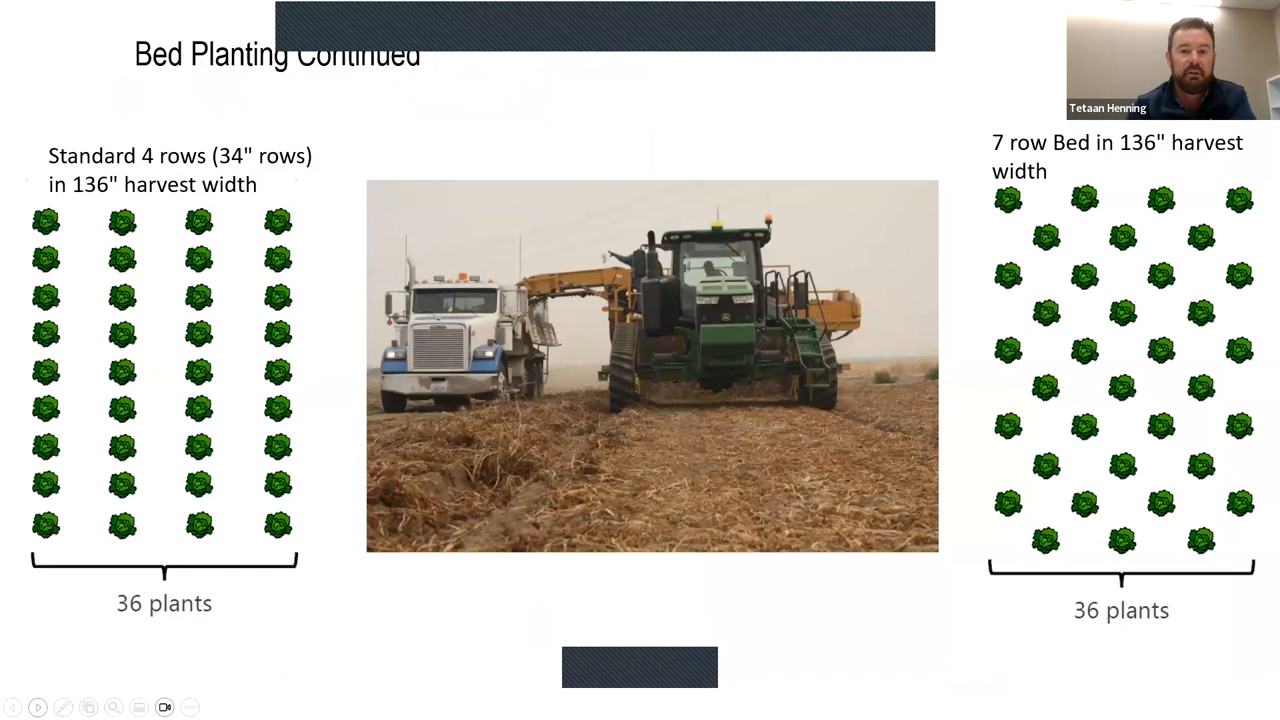 Bed Planting Continued
Tetaan Henning
Standard 4 rows (34" rows)
in 136" harvest width
7 row Bed in 136" harvest
width
36 plants
36 plants